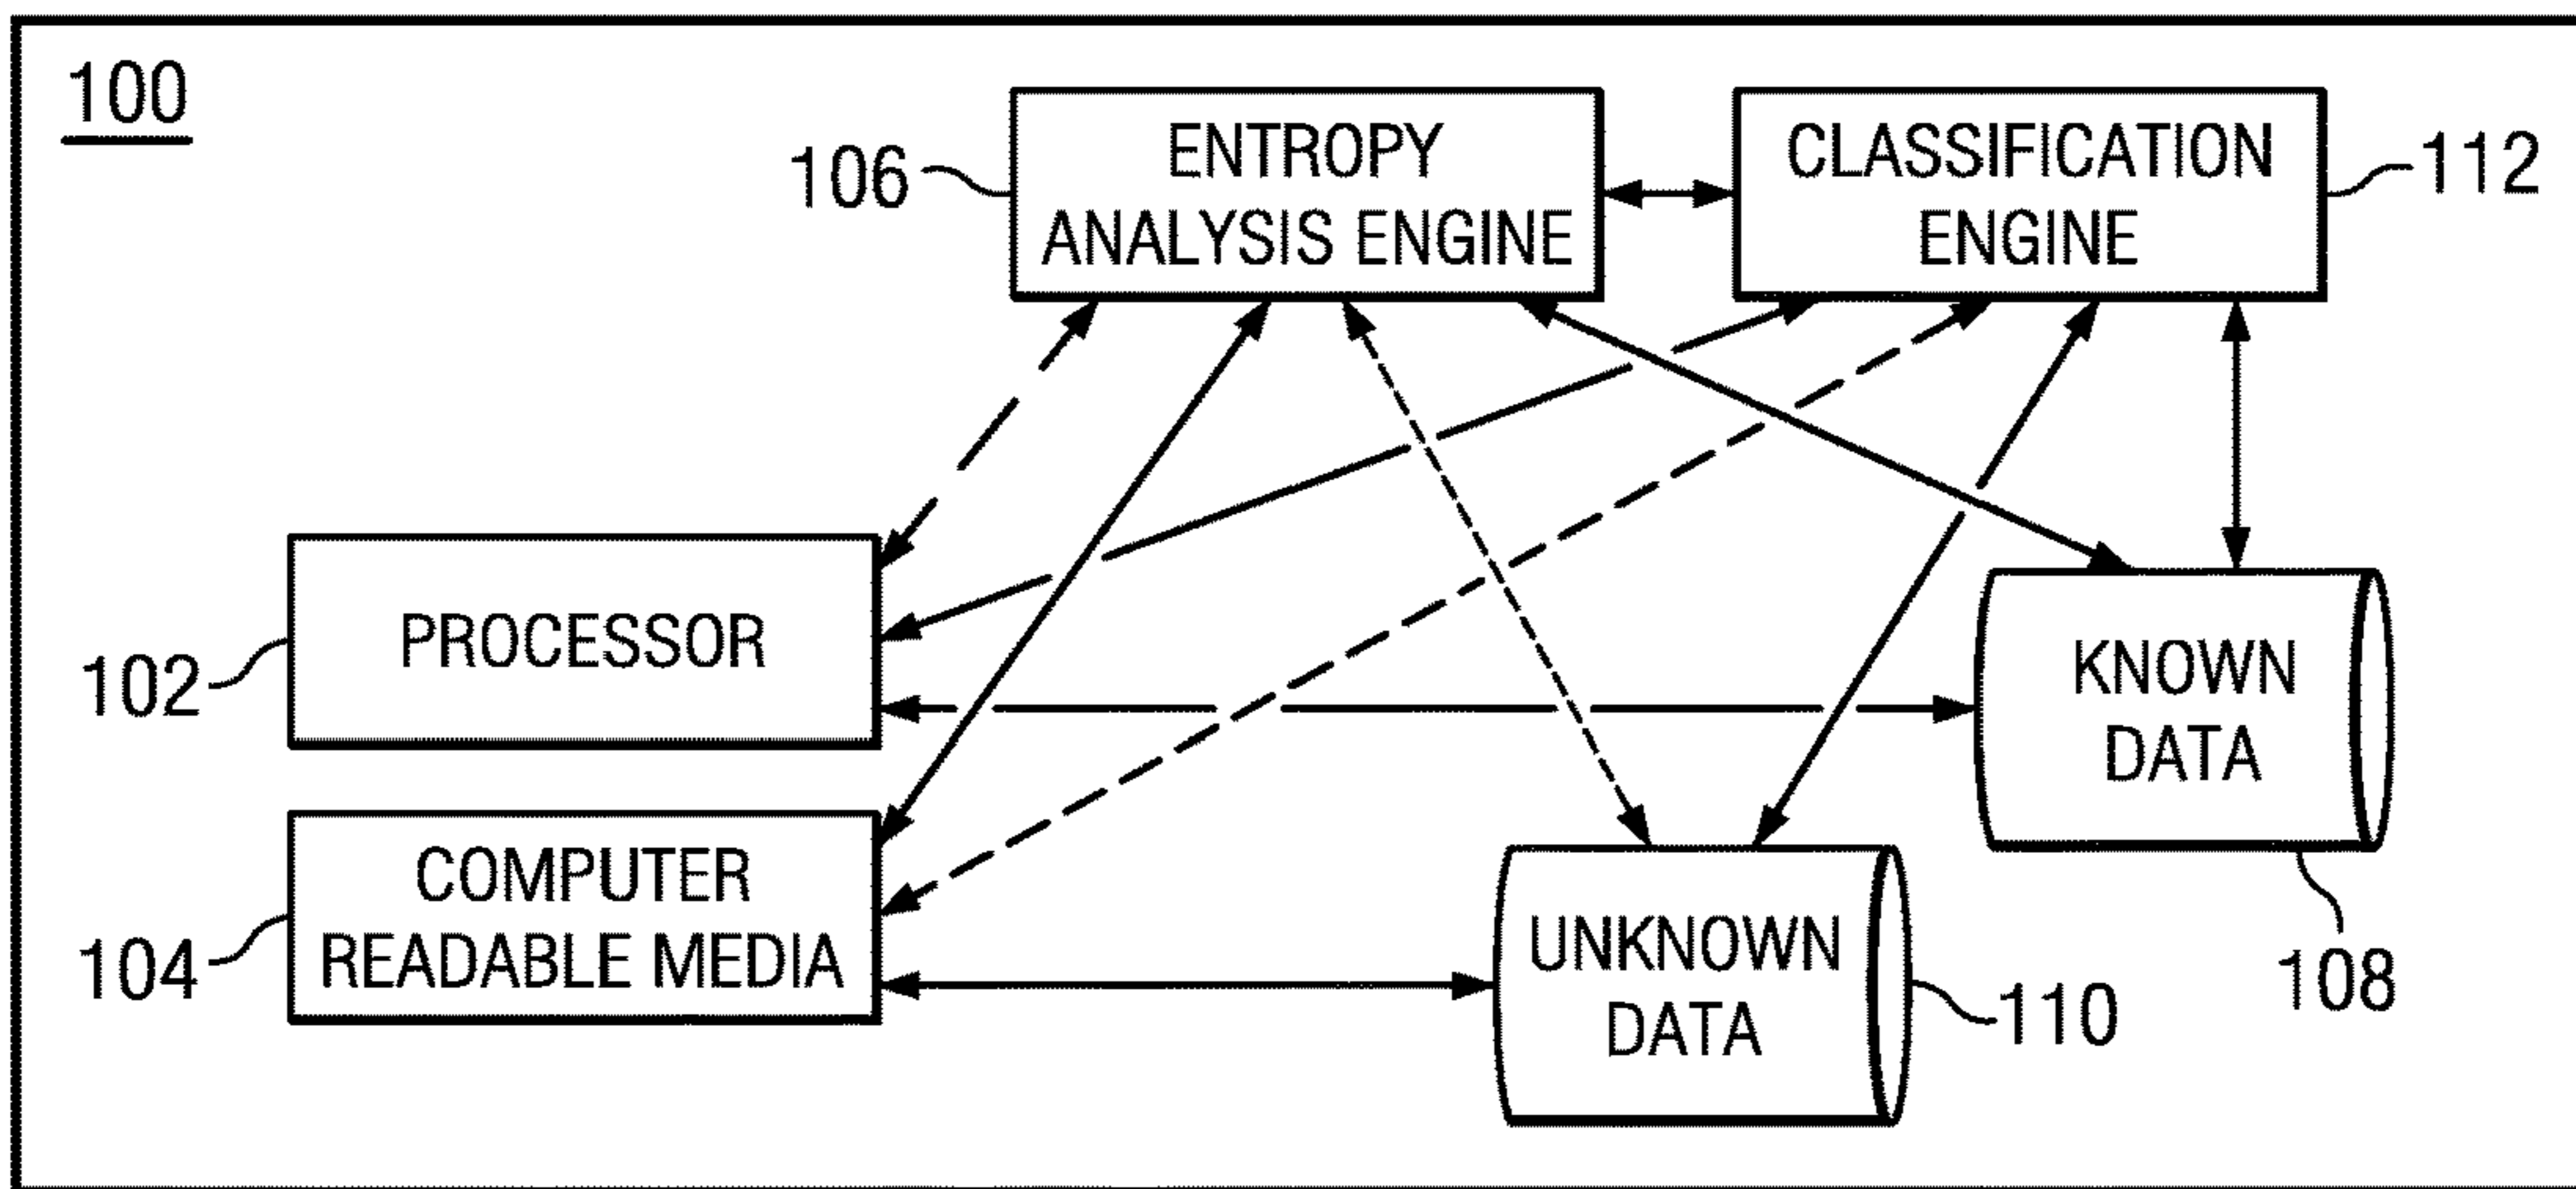 100
106
ENTROPY
ANALYSIS ENGINE
CLASSIFICATION
ENGINE
112
PROCESSOR
102
KNOWN
DATA
108
COMPUTER
READABLE MEDIA
104
UNKNOWN
DATA
110